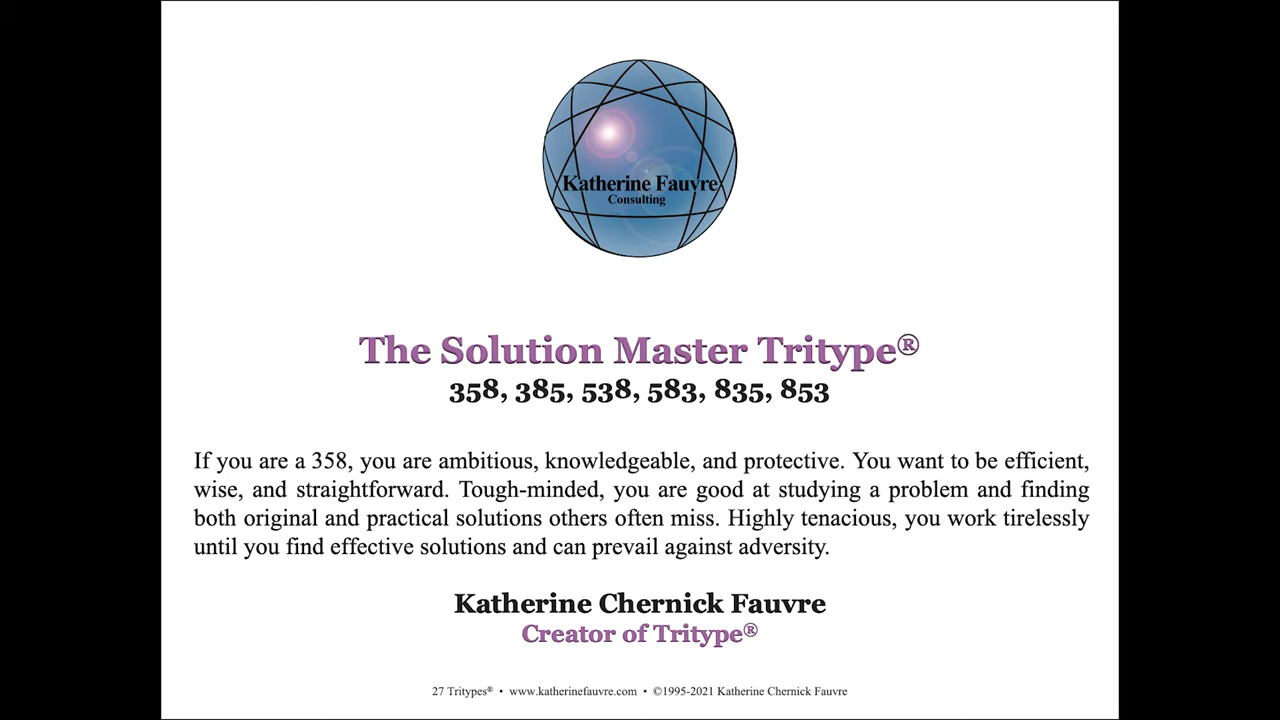 Katherine Fauvre
Consulting
The Solution Master Tritype®
358, 385, 538, 583, 835, 853
If you are a 358, you are ambitious, knowledgeable, and protective. You want to be efficient,
wise, and straightforward. Tough-minded, you are good at studying a problem and finding
both original and practical solutions others often miss. Highly tenacious, you work tirelessly
until you find effective solutions and can prevail against adversity.
Katherine Chernick Fauvre
Creator of Tritype®
27 Tritypes® • www.katherinefauvre.com • ©1995-2021 Katherine Chernick Fauvre